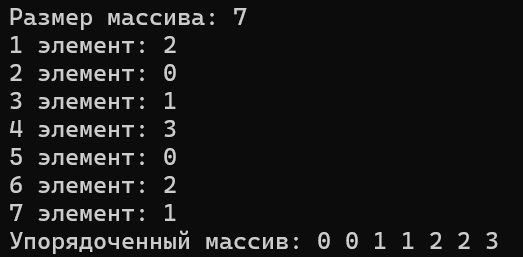 Размер массива: 7
1 элемент: 2
2 элемент: 0
3 элемент: 1
4 элемент: 3
5 элемент: 0
6 элемент: 2
7 элемент: 1
Упорядоченный массив: 0 0 1 1 2 2 3